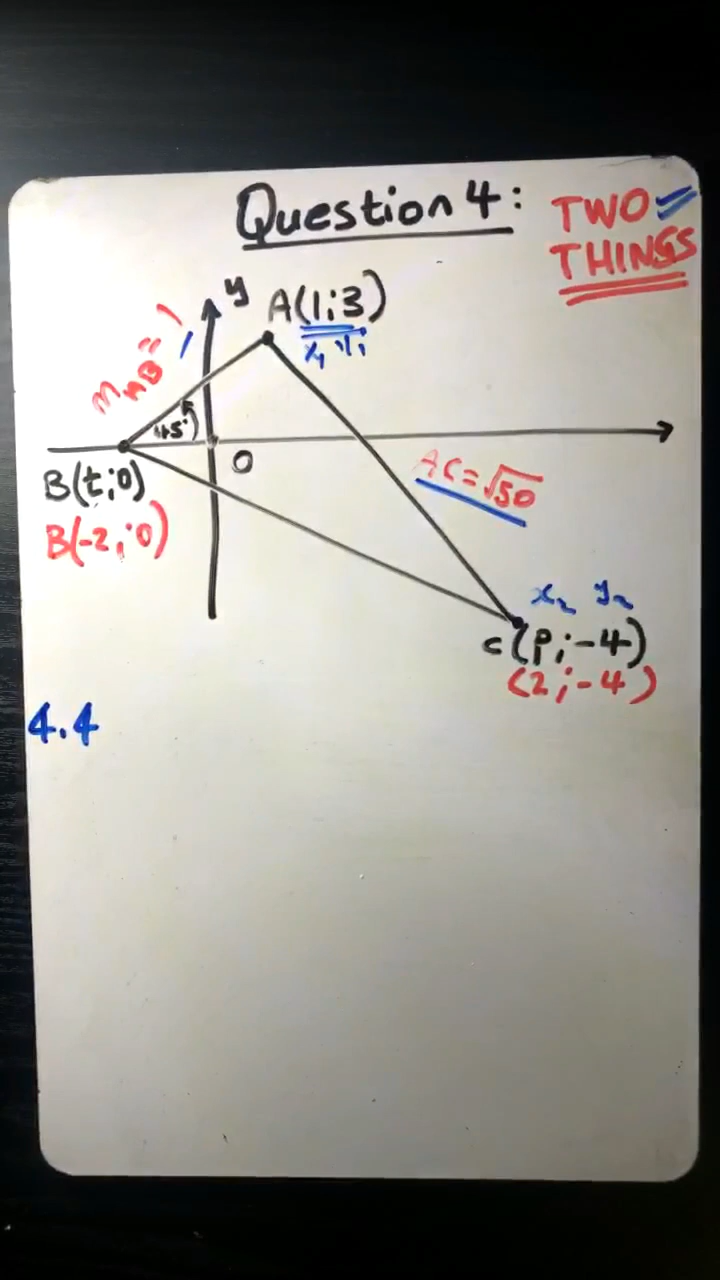 Question 4:
TWO
THINGS
y
A(1;3)
x₁ y₁
mAB = 1
45°
O
B(t;0)
B(-2;0)
AC=√50
x₂ y₂
C(p;-4)
(2;-4)
4.4